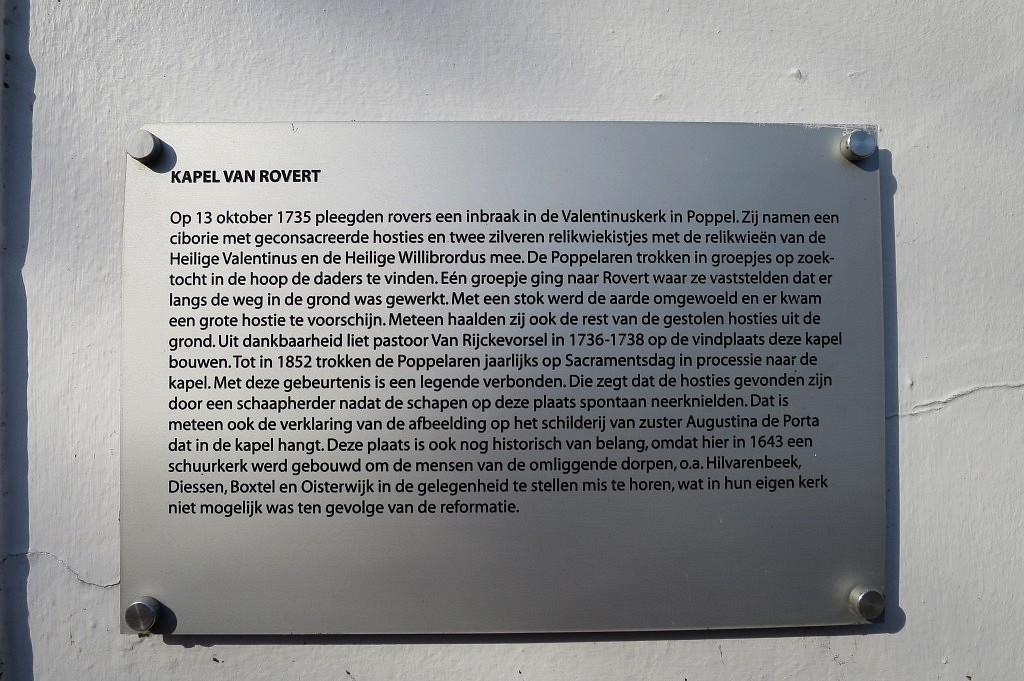 KAPEL VAN ROVERT
Op 13 oktober 1735 pleegden rovers een inbraak in de Valentinuskerk in Poppel. Zij namen een
ciborie met geconsacreerde hosties en twee zilveren relikwiekistjes met de relikwieën van de
Heilige Valentinus en de Heilige Willibrordus mee. De Poppelaren trokken in groepjes op zoek-
tocht in de hoop de daders te vinden. Eén groepje ging naar Rovert waar ze vaststelden dat er
langs de weg in de grond was gewerkt. Met een stok werd de aarde omgewoeld en er kwam
een grote hostie te voorschijn. Meteen haalden zij ook de rest van de gestolen hosties uit de
grond. Uit dankbaarheid liet pastoor Van Rijckevorsel in 1736-1738 op de vindplaats deze kapel
bouwen. Tot in 1852 trokken de Poppelaren jaarlijks op Sacramentsdag in processie naar de
kapel. Met deze gebeurtenis is een legende verbonden. Die zegt dat de hosties gevonden zijn
door een schaapherder nadat de schapen op deze plaats spontaan neerknielden. Dat is
meteen ook de verklaring van de afbeelding op het schilderij van zuster Augustina de Porta
dat in de kapel hangt. Deze plaats is ook nog historisch van belang, omdat hier in 1643 een
schuurkerk werd gebouwd om de mensen van de omliggende dorpen, o.a. Hilvarenbeek,
Diessen, Boxtel en Oisterwijk in de gelegenheid te stellen mis te horen, wat in hun eigen kerk
niet mogelijk was ten gevolge van de reformatie.